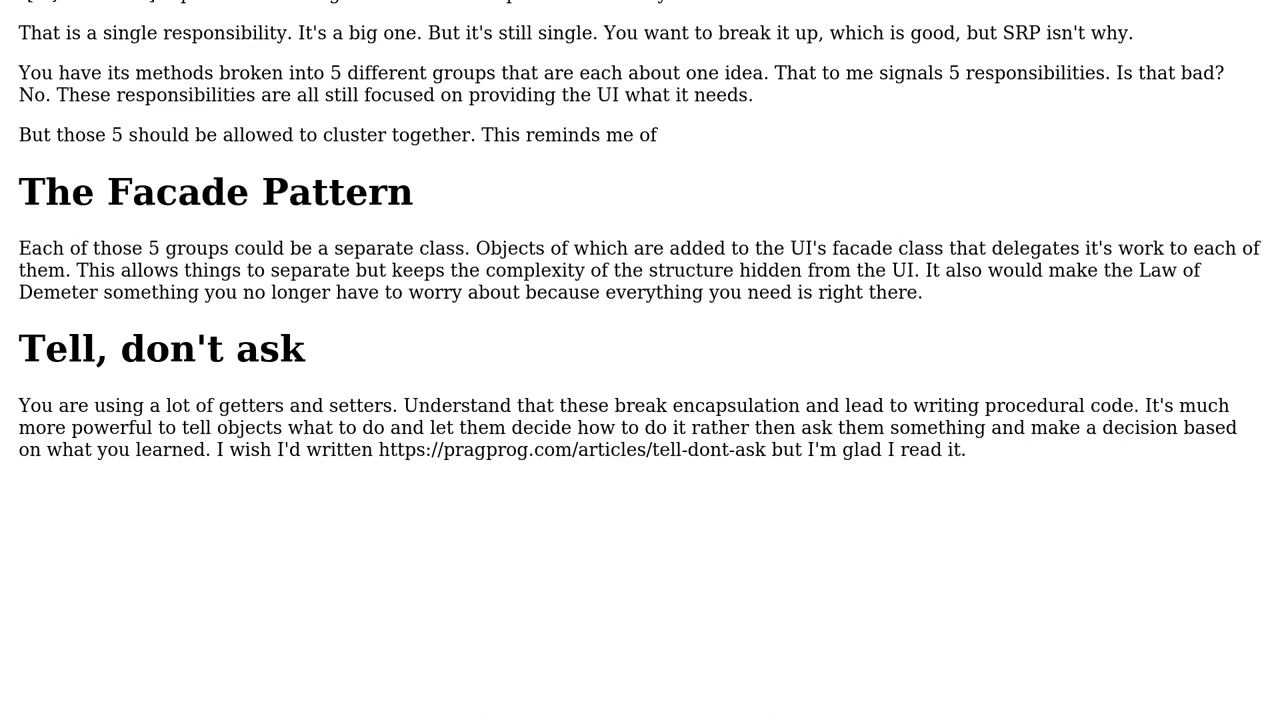 That is a single responsibility. It's a big one. But it's still single. You want to break it up, which is good, but SRP isn't why.
You have its methods broken into 5 different groups that are each about one idea. That to me signals 5 responsibilities. Is that bad?
No. These responsibilities are all still focused on providing the UI what it needs.
But those 5 should be allowed to cluster together. This reminds me of
The Facade Pattern
Each of those 5 groups could be a separate class. Objects of which are added to the UI's facade class that delegates it's work to each of
them. This allows things to separate but keeps the complexity of the structure hidden from the UI. It also would make the Law of
Demeter something you no longer have to worry about because everything you need is right there.
Tell, don't ask
You are using a lot of getters and setters. Understand that these break encapsulation and lead to writing procedural code. It's much
more powerful to tell objects what to do and let them decide how to do it rather then ask them something and make a decision based
on what you learned. I wish I'd written https://pragprog.com/articles/tell-dont-ask but I'm glad I read it.